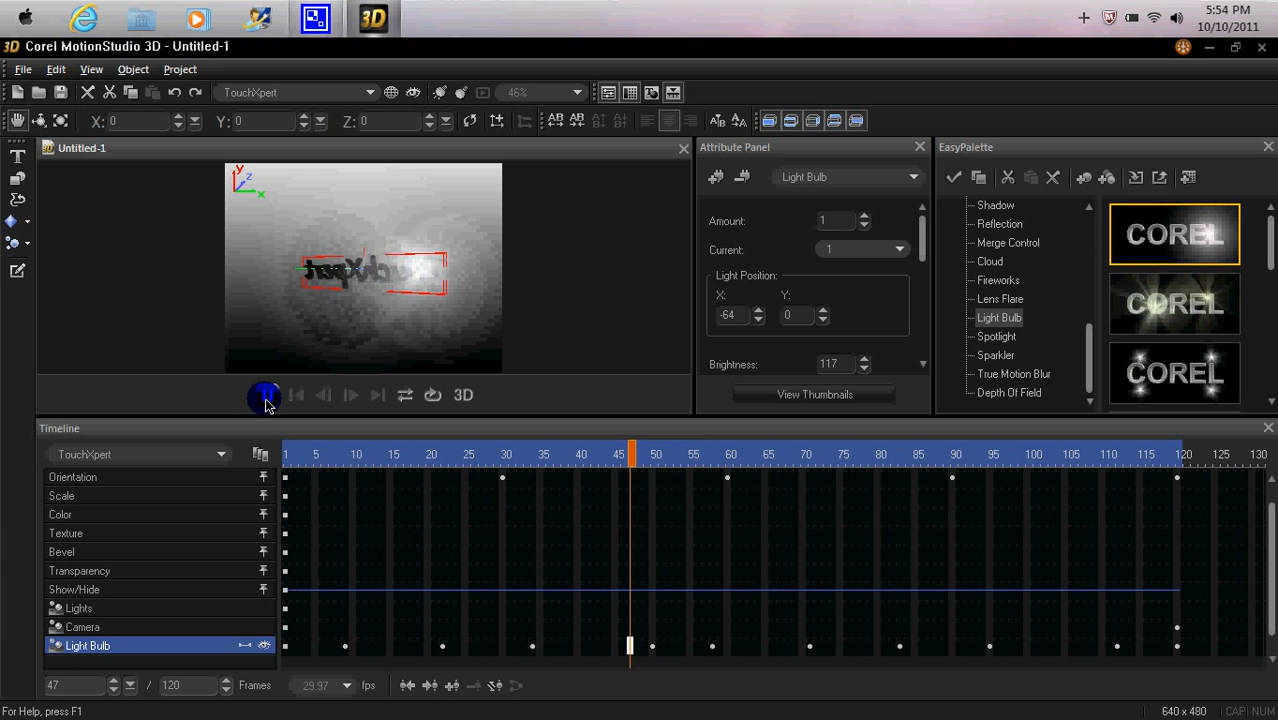 5:54 PM
10/10/2011
3D Corel MotionStudio 3D - Untitled-1
File Edit View Object Project
TouchXpert 46%
X: 0 Y: 0 Z: 0
Untitled-1
Attribute Panel
EasyPalette
y
z
x
TouchXpert
Light Bulb
Amount: 1
Current: 1
Light Position:
X: Y:
-64 0
Brightness: 117
View Thumbnails
Shadow
Reflection
Merge Control
Cloud
Fireworks
Lens Flare
Light Bulb
Spotlight
Sparkler
True Motion Blur
Depth Of Field
COREL
COREL
COREL
3D
Timeline
TouchXpert
1 5 10 15 20 25 30 35 40 45 50 55 60 65 70 75 80 85 90 95 100 105 110 115 120 125 130
Orientation
Scale
Color
Texture
Bevel
Transparency
Show/Hide
Lights
Camera
Light Bulb
47 / 120 Frames 29.97 fps
For Help, press F1
640 x 480 CAP NUM